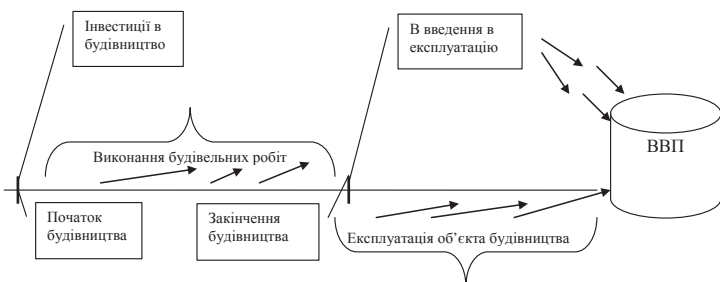 Інвестиції в
будівництво
В введення в
експлуатацію
ВВП
Виконання будівельних робіт
Початок
будівництва
Закінчення
будівництва
Експлуатація об’єкта будівництва